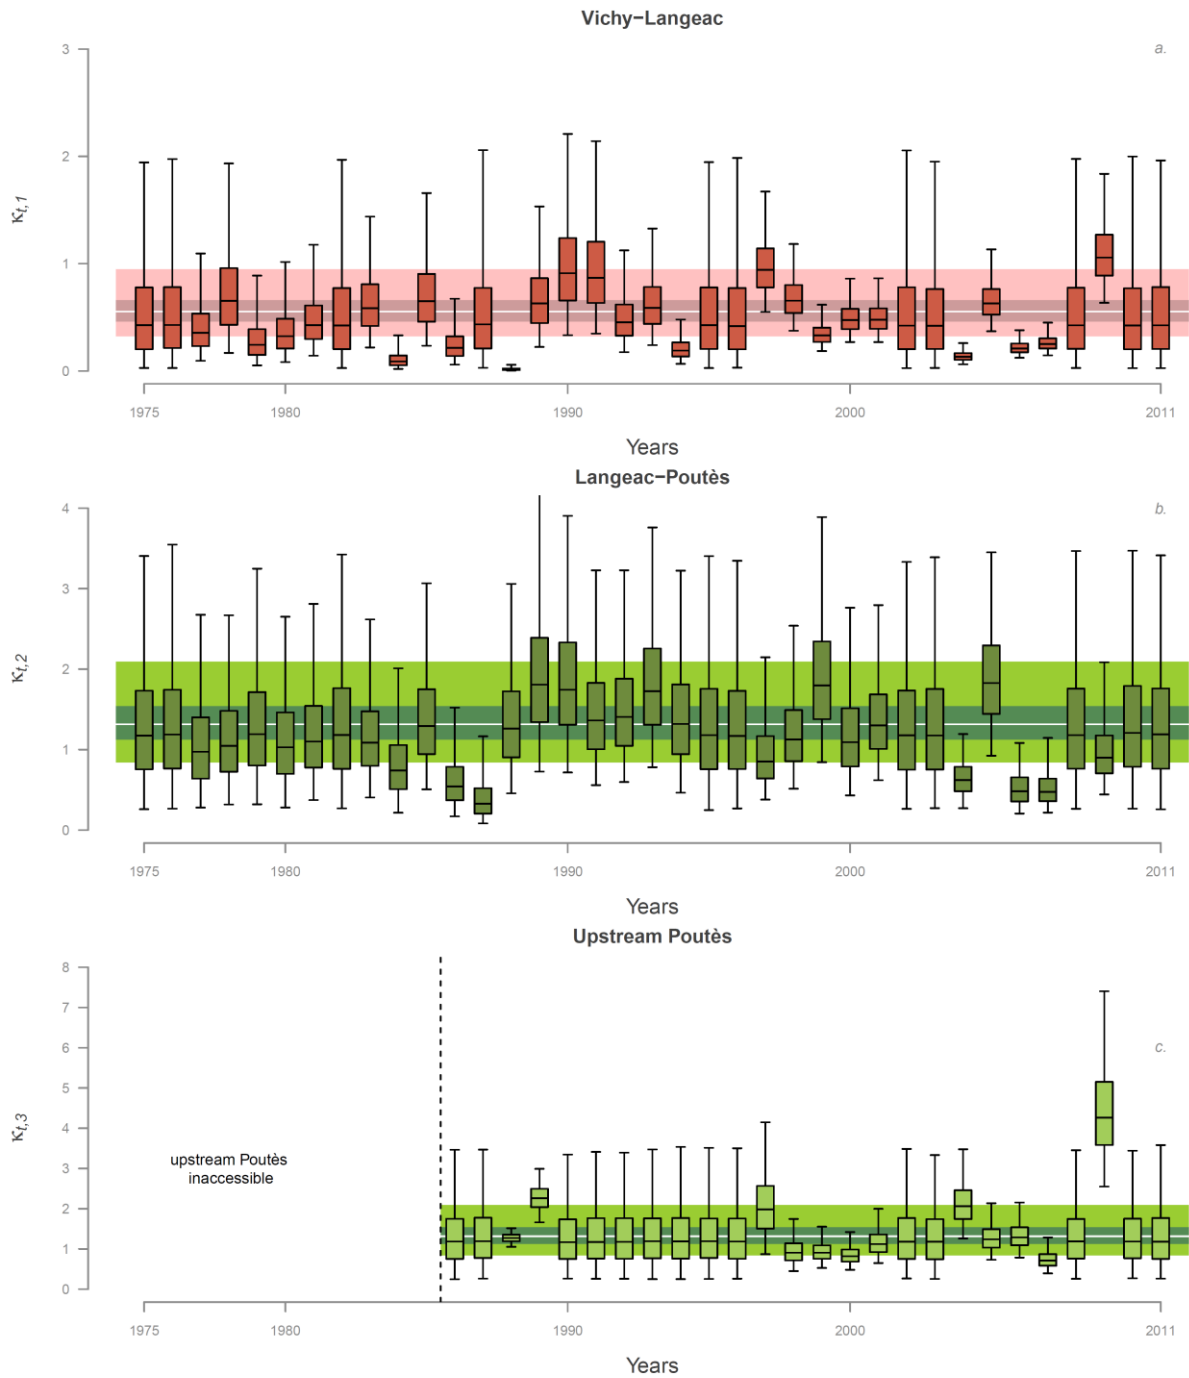 Vichy−Langeac
a.
3
2
1
0
κt,1
1975 1980 1990 2000 2011
Years
Langeac−Poutès
b.
4
3
2
1
0
κt,2
1975 1980 1990 2000 2011
Years
Upstream Poutès
c.
8
7
6
5
4
3
2
1
0
κt,3
upstream Poutès
inaccessible
1975 1980 1990 2000 2011
Years